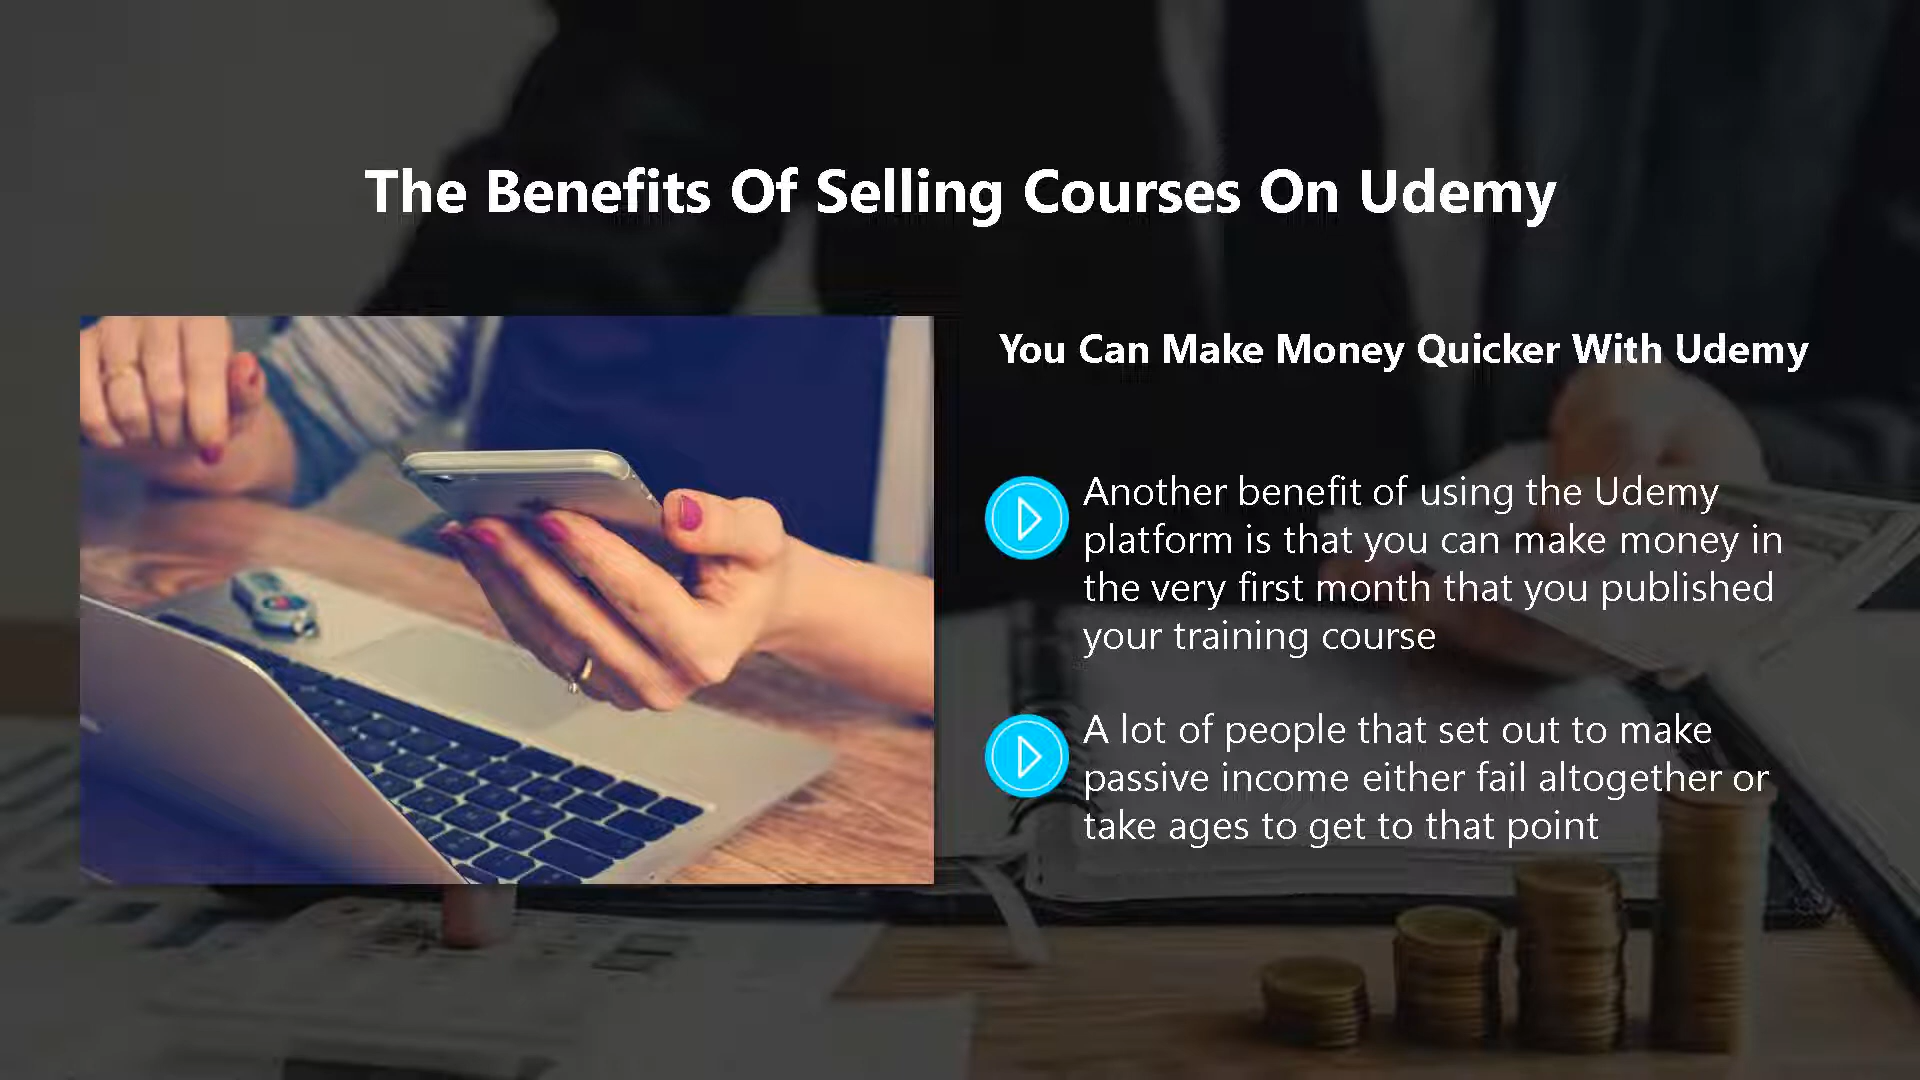 The Benefits Of Selling Courses On Udemy
You Can Make Money Quicker With Udemy
Another benefit of using the Udemy
platform is that you can make money in
the very first month that you published
your training course
A lot of people that set out to make
passive income either fail altogether or
take ages to get to that point